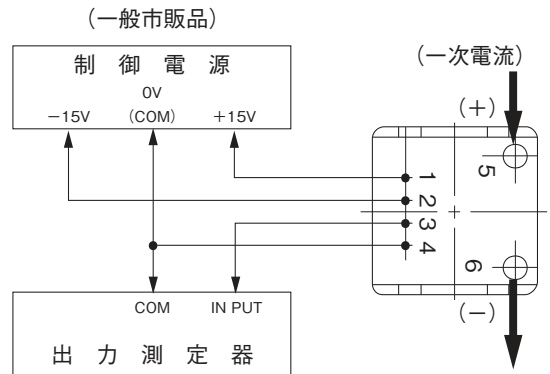 (一般市販品)
制 御 電 源
0V
−15V (COM) +15V
(一次電流)
(+)
5
1
2
3
4
6
(−)
COM IN PUT
出 力 測 定 器